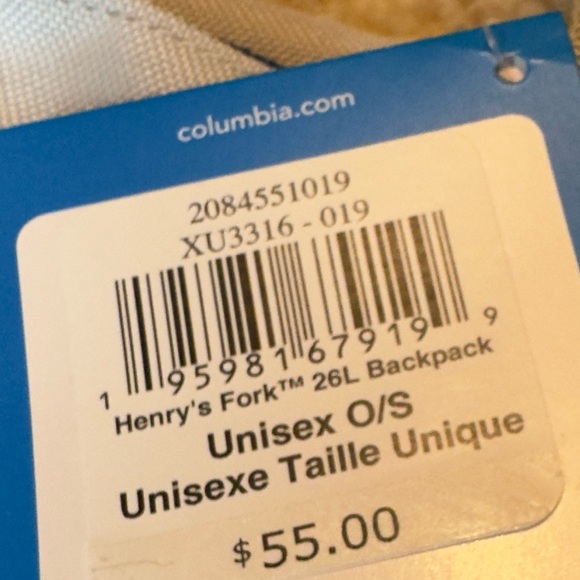 columbia.com
2084551019
XU3316 - 019
1 95981 67919 9
Henry's Fork™ 26L Backpack
Unisex O/S
Unisexe Taille Unique
$55.00